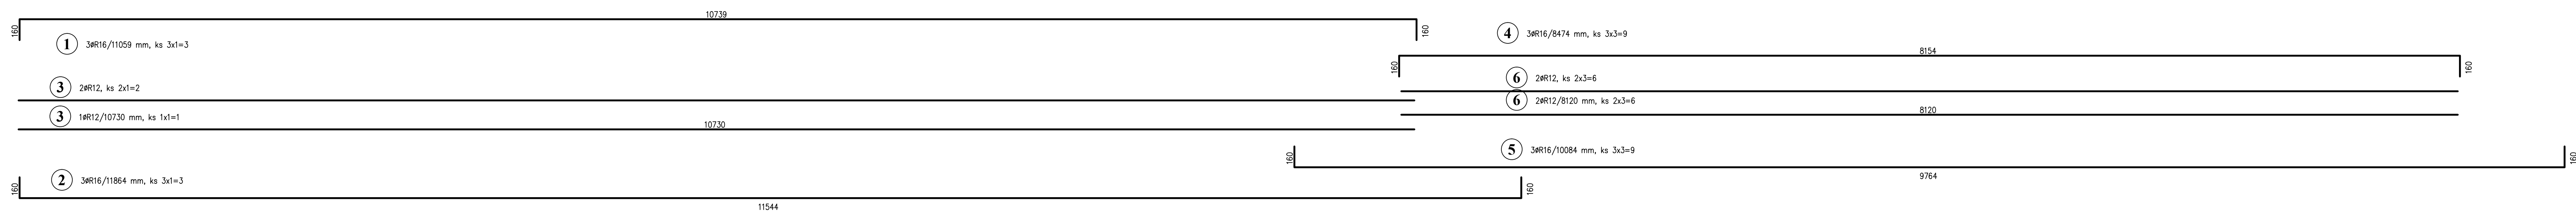 10739
160
160
1 3øR16/11059 mm, ks 3x1=3
4 3øR16/8474 mm, ks 3x3=9
8154
160
160
3 2øR12, ks 2x1=2
6 2øR12, ks 2x3=6
6 2øR12/8120 mm, ks 2x3=6
8120
3 1øR12/10730 mm, ks 1x1=1
10730
5 3øR16/10084 mm, ks 3x3=9
160
160
9764
2 3øR16/11864 mm, ks 3x1=3
160
160
11544